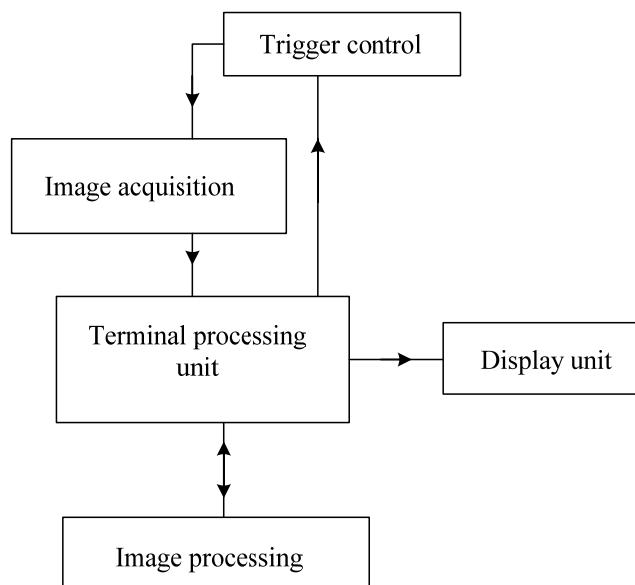 Trigger control
Image acquisition
Terminal processing
unit
Display unit
Image processing